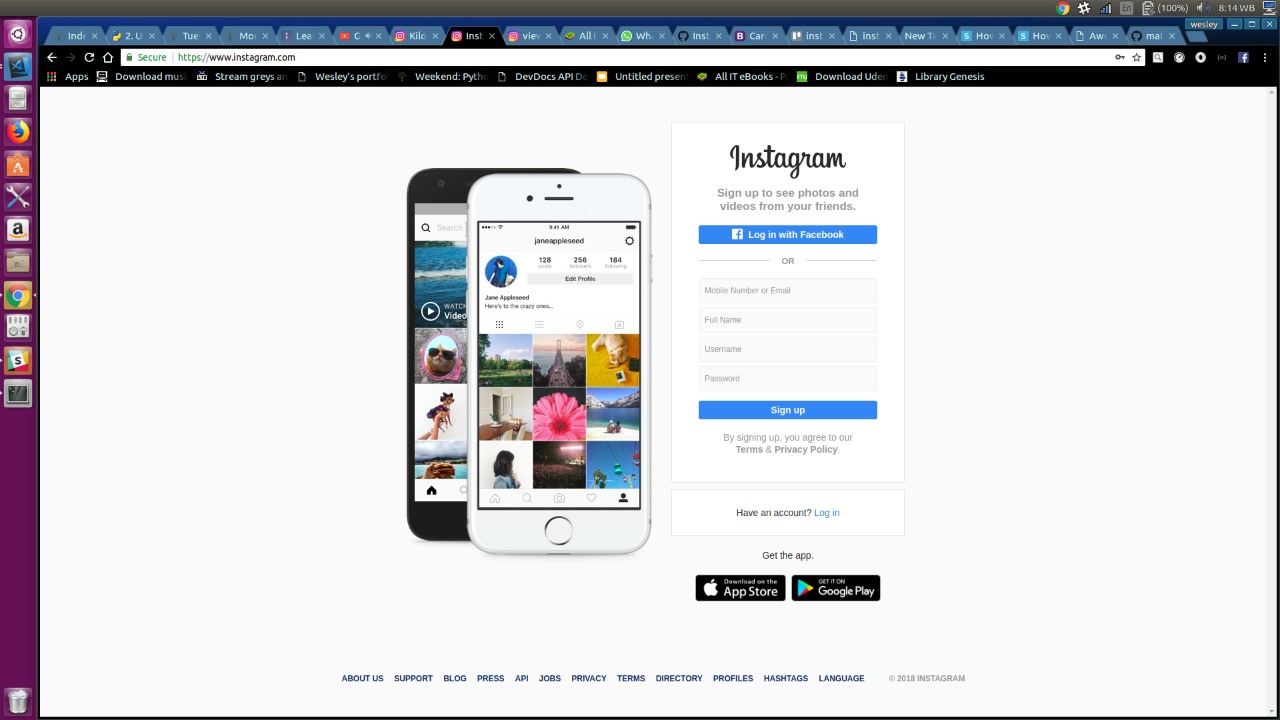 (100%) 8:14 WB
wesley
Inde 2. U Tue Mo Lea C Kilo Inst view All I Wha Inst Car inst inst New Ta How How Awe mat
Secure https://www.instagram.com
Apps Download musi Stream greys an Wesley's portfo Weekend: Pytho DevDocs API Do Untitled presen All IT eBooks - Download Udem Library Genesis
Instagram
Sign up to see photos and
videos from your friends.
Log in with Facebook
OR
Mobile Number or Email
Full Name
Username
Password
Sign up
By signing up, you agree to our
Terms & Privacy Policy.
Have an account? Log in
Get the app.
Download on the
App Store
GET IT ON
Google Play
Search
WATCH
Video
9:41 AM
janeappleseed
128 256 184
posts followers following
Edit Profile
Jane Appleseed
Here's to the crazy ones...
ABOUT US SUPPORT BLOG PRESS API JOBS PRIVACY TERMS DIRECTORY PROFILES HASHTAGS LANGUAGE © 2018 INSTAGRAM